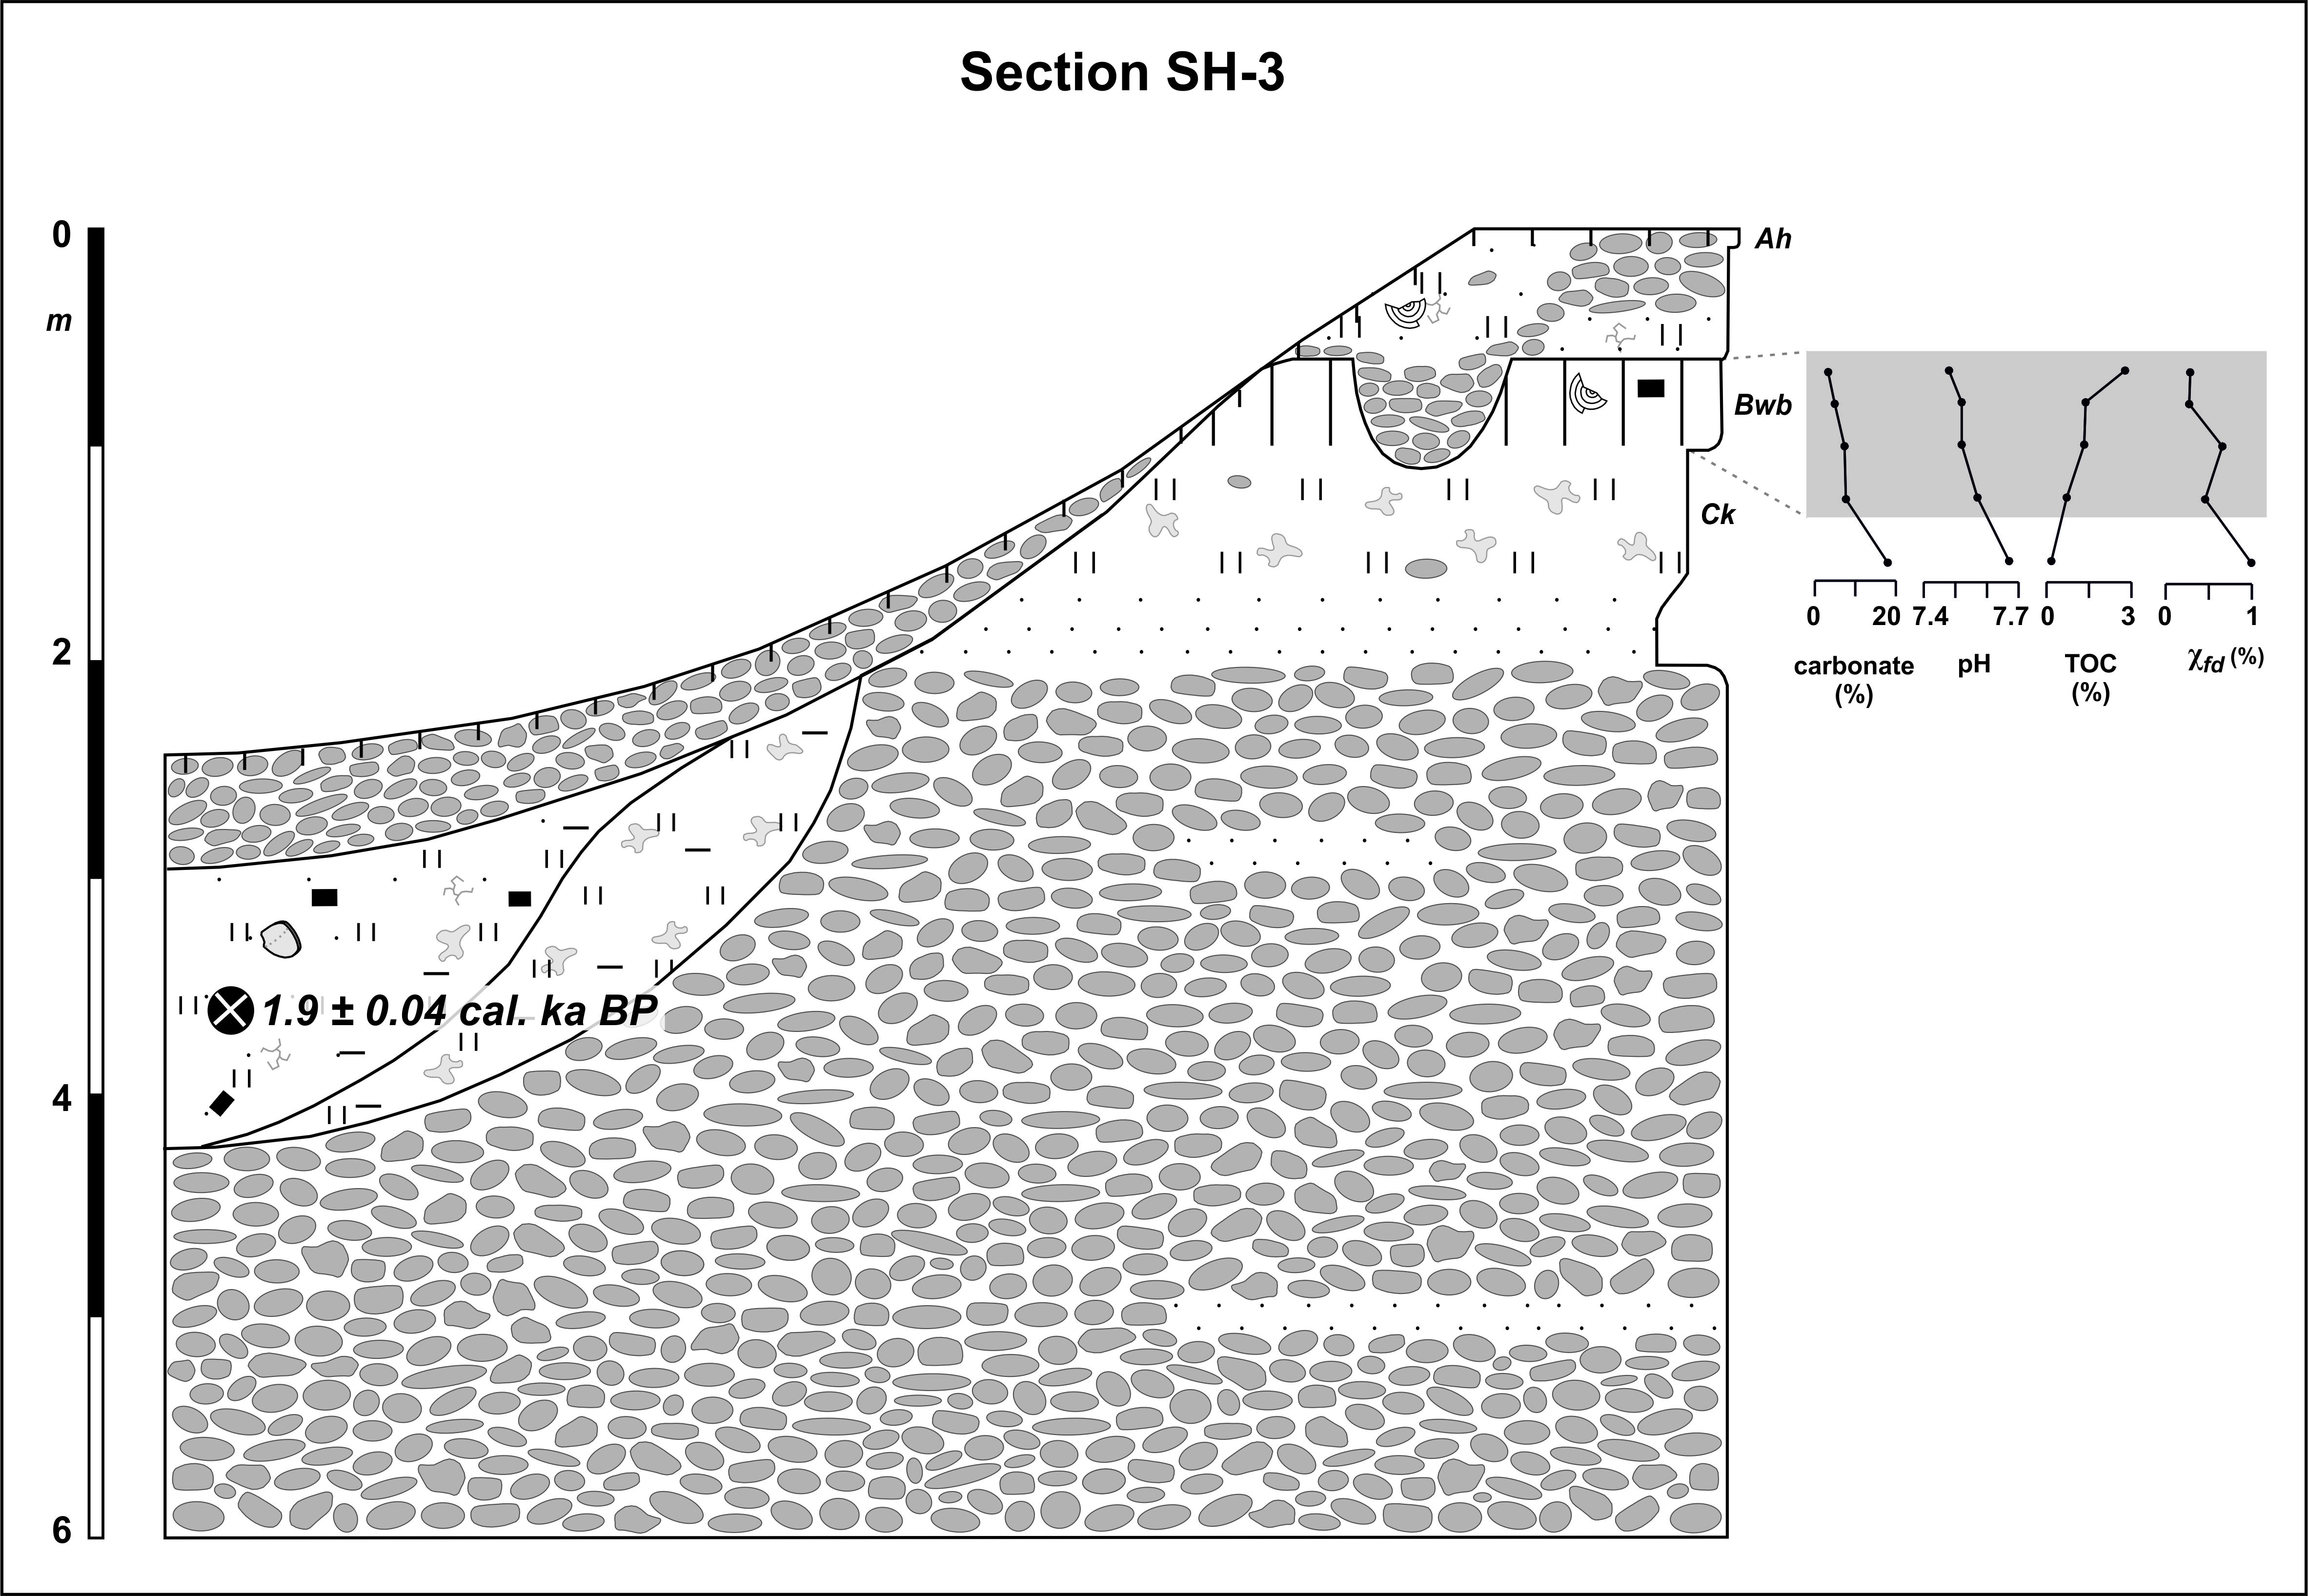 Section SH-3
0
m
2
4
6
Ah
Bwb
Ck
1.9 ± 0.04 cal. ka BP
0 20 7.4 7.7 0 3 0 1
carbonate (%)
pH
TOC (%)
χfd (%)